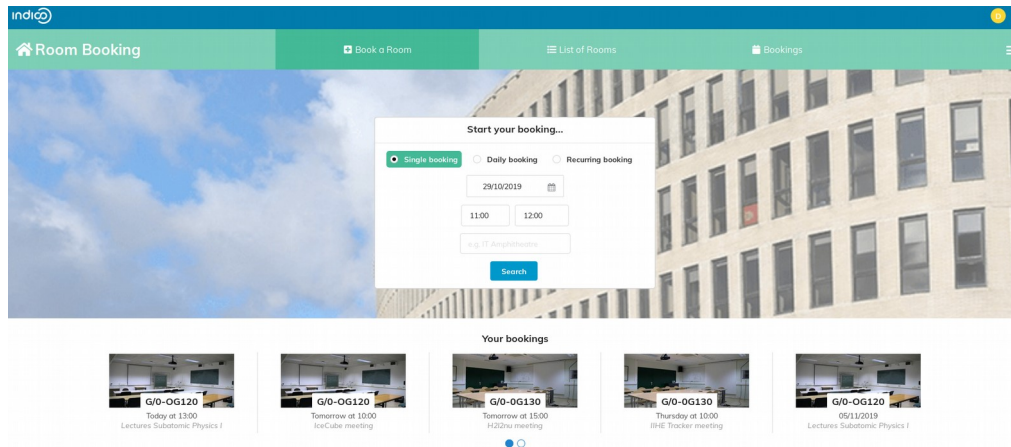 indico
D
Room Booking
Book a Room
List of Rooms
Bookings
Start your booking...
Single booking
Daily booking
Recurring booking
29/10/2019
11:00
12:00
e.g. IT Amphitheatre
Search
Your bookings
G/0-OG120
Today at 13:00
Lectures Subatomic Physics I
G/0-OG120
Tomorrow at 10:00
IceCube meeting
G/0-0G130
Tomorrow at 15:00
H2l2nu meeting
G/0-0G130
Thursday at 10:00
IIHE Tracker meeting
G/0-OG120
05/11/2019
Lectures Subatomic Physics I